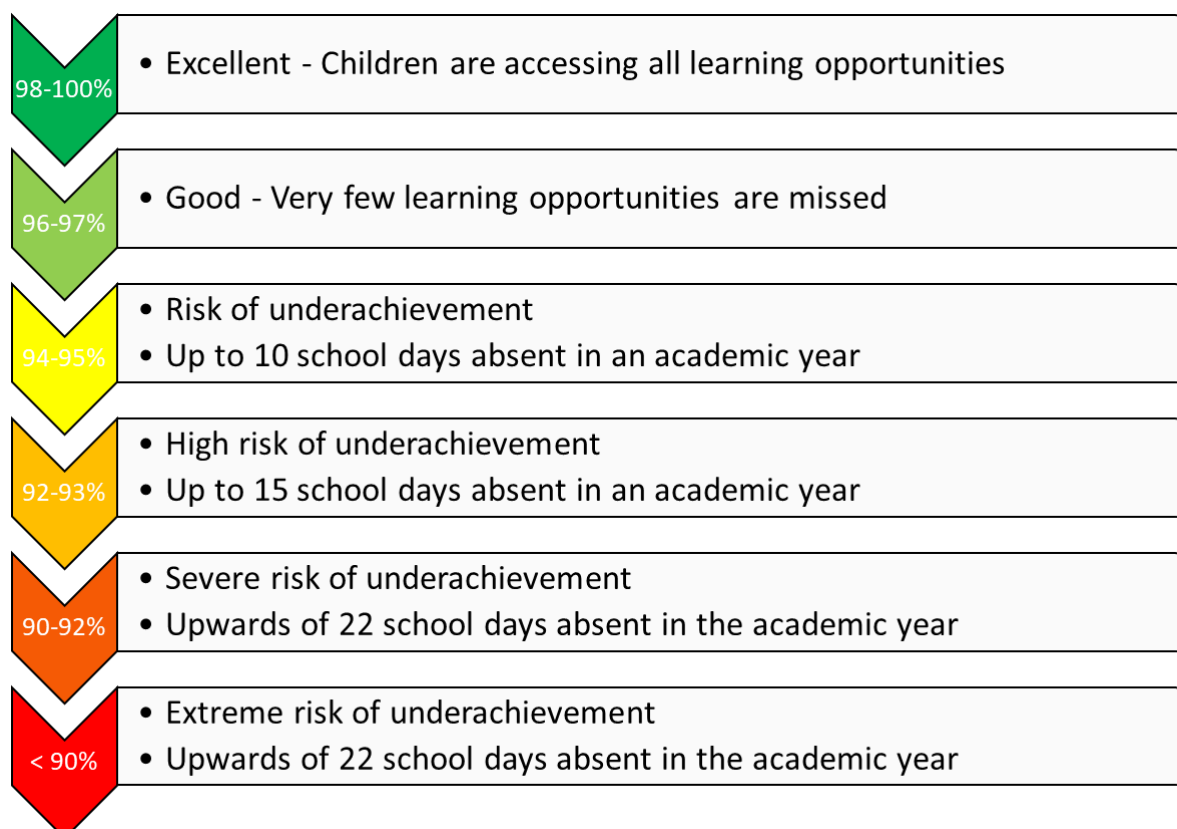 98-100%
• Excellent - Children are accessing all learning opportunities
96-97%
• Good - Very few learning opportunities are missed
94-95%
• Risk of underachievement
• Up to 10 school days absent in an academic year
92-93%
• High risk of underachievement
• Up to 15 school days absent in an academic year
90-92%
• Severe risk of underachievement
• Upwards of 22 school days absent in the academic year
< 90%
• Extreme risk of underachievement
• Upwards of 22 school days absent in the academic year